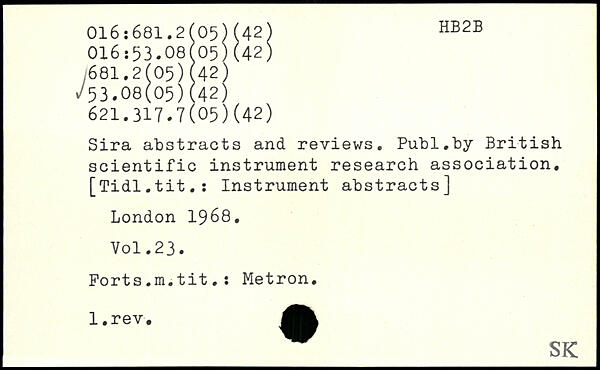 016:681.2(05)(42)
HB2B
016:53.08(05)(42)
681.2(05)(42)
53.08(05)(42)
621.317.7(05)(42)
Sira abstracts and reviews. Publ.by British
scientific instrument research association.
[Tidl.tit.: Instrument abstracts]
London 1968.
Vol.23.
Forts.m.tit.: Metron.
1.rev.
SK